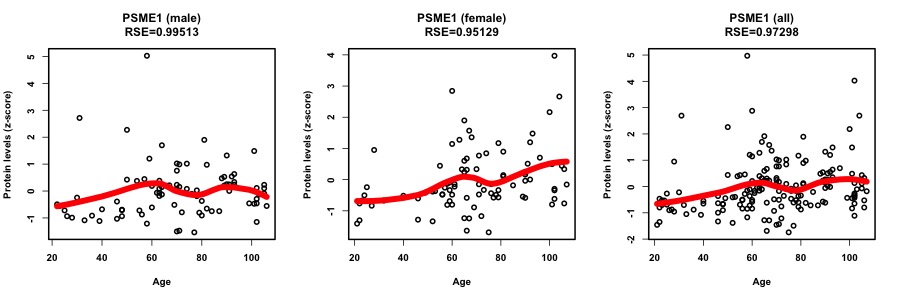 PSME1 (male)
RSE=0.99513
Protein levels (z-score)
5
4
3
2
1
0
-1
20 40 60 80 100
Age
PSME1 (female)
RSE=0.95129
Protein levels (z-score)
4
3
2
1
0
-1
20 40 60 80 100
Age
PSME1 (all)
RSE=0.97298
Protein levels (z-score)
5
4
3
2
1
0
-1
-2
20 40 60 80 100
Age